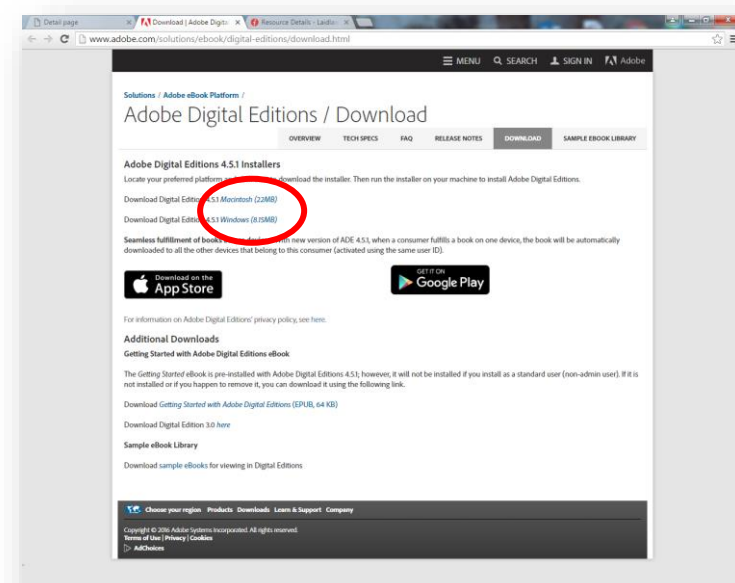 Detail page
Download | Adobe Digita
Resource Details - Laidlan
www.adobe.com/solutions/ebook/digital-editions/download.html
MENU SEARCH SIGN IN Adobe
Solutions / Adobe eBook Platform /
Adobe Digital Editions / Download
OVERVIEW TECH SPECS FAQ RELEASE NOTES DOWNLOAD SAMPLE EBOOK LIBRARY
Adobe Digital Editions 4.5.1 Installers
Locate your preferred platform download the installer. Then run the installer on your machine to install Adobe Digital Editions.
Download Digital Edition 4.5.1 Macintosh (22MB)
Download Digital Edition 4.5.1 Windows (8.15MB)
Seamless fulfillment of books new version of ADE 4.5.1, when a consumer fulfills a book on one device, the book will be automatically
downloaded to all the other devices that belong to this consumer (activated using the same user ID).
Download on the
App Store
GET IT ON
Google Play
For information on Adobe Digital Editions' privacy policy, see here.
Additional Downloads
Getting Started with Adobe Digital Editions eBook
The Getting Started eBook is pre-installed with Adobe Digital Editions 4.5.1; however, it will not be installed if you install as a standard user (non-admin user). If it is
not installed or if you happen to remove it, you can download it using the following link.
Download Getting Started with Adobe Digital Editions (EPUB, 64 KB)
Download Digital Edition 3.0 here
Sample eBook Library
Download sample eBooks for viewing in Digital Editions
Choose your region Products Downloads Learn & Support Company
Copyright © 2016 Adobe Systems Incorporated. All rights reserved.
Terms of Use | Privacy | Cookies
AdChoices